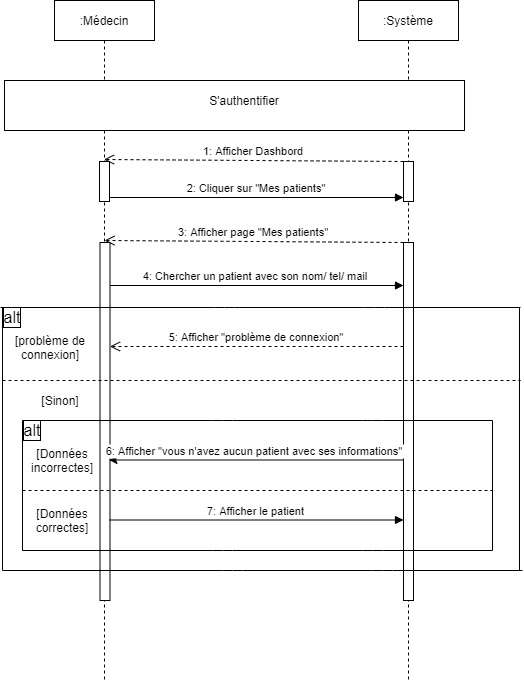 :Médecin
:Système
S'authentifier
1: Afficher Dashbord
2: Cliquer sur "Mes patients"
3: Afficher page "Mes patients"
4: Chercher un patient avec son nom/ tel/ mail
alt
[problème de
connexion]
5: Afficher "problème de connexion"
[Sinon]
alt
[Données
incorrectes]
6: Afficher "vous n'avez aucun patient avec ses informations"
[Données
correctes]
7: Afficher le patient